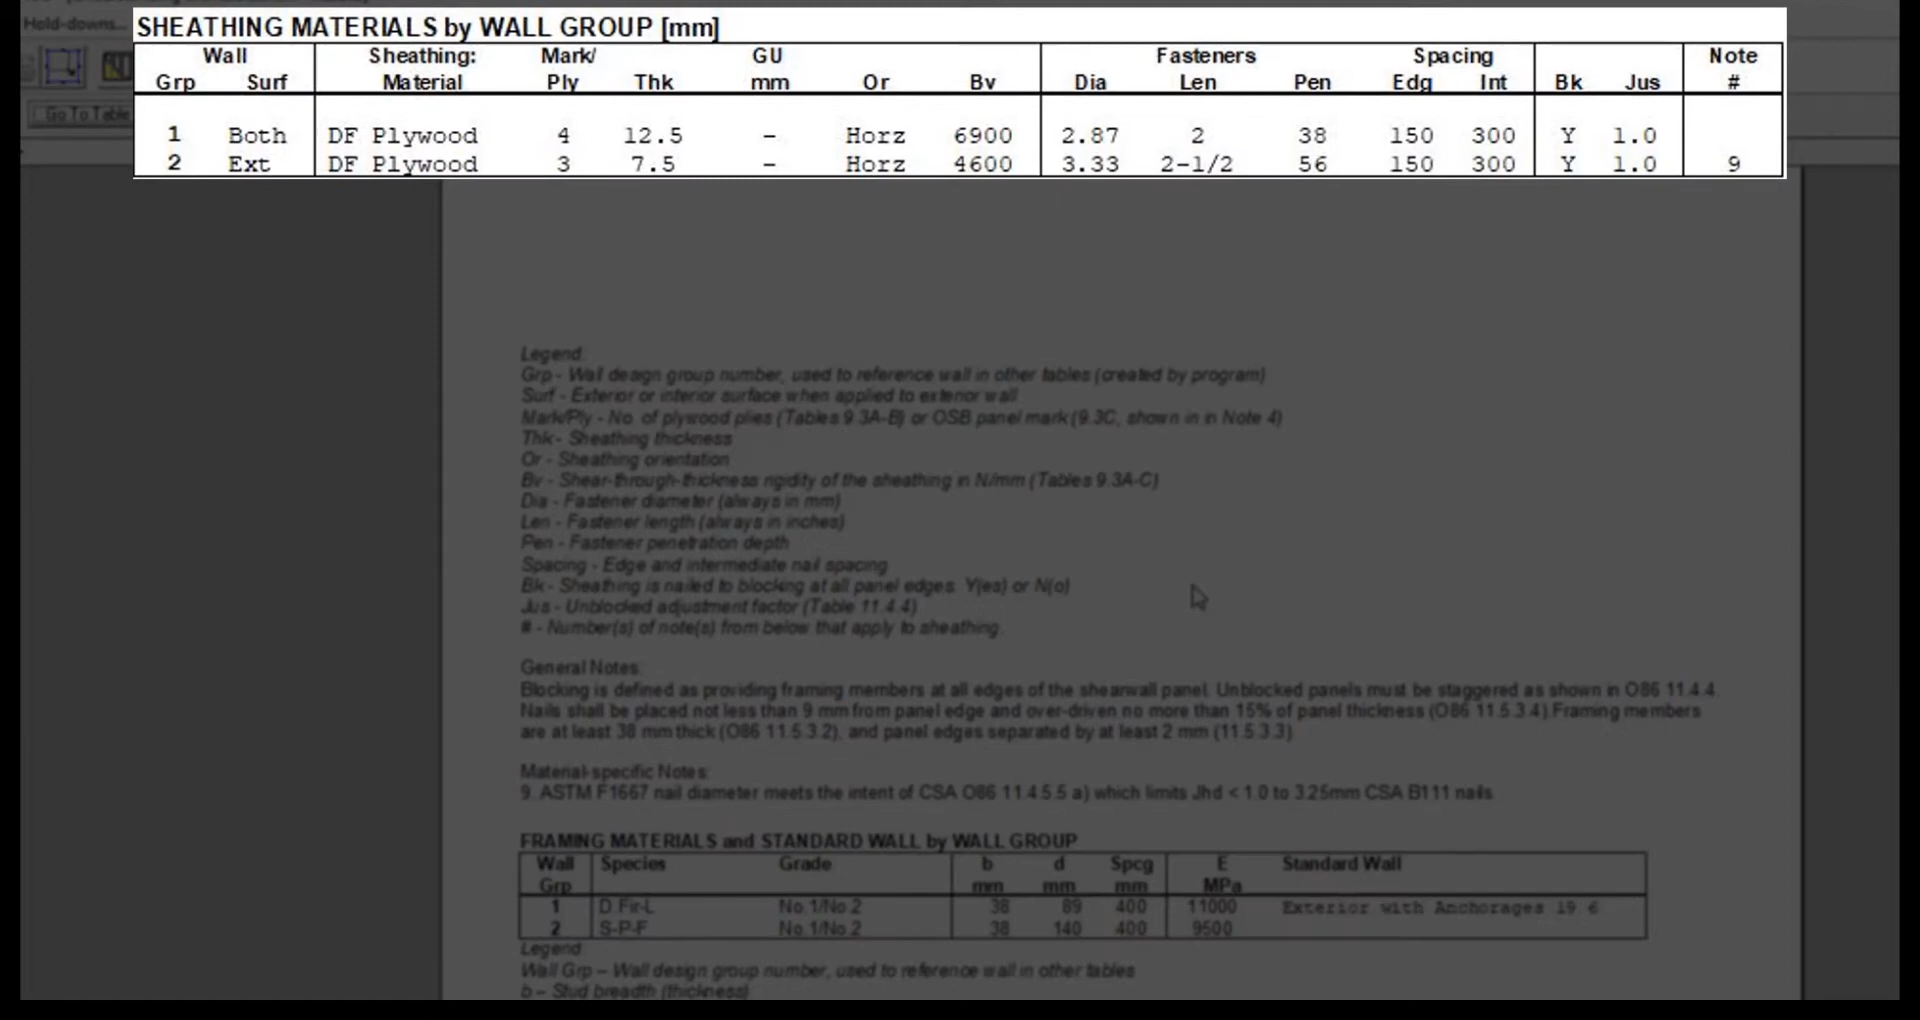 Hold-downs...
Go To Table
SHEATHING MATERIALS by WALL GROUP [mm]
Wall Sheathing: Mark/ GU Fasteners Spacing Note
Grp Surf Material Ply Thk mm Or Bv Dia Len Pen Edg Int Bk Jus #
1 Both DF Plywood 4 12.5 - Horz 6900 2.87 2 38 150 300 Y 1.0
2 Ext DF Plywood 3 7.5 - Horz 4600 3.33 2-1/2 56 150 300 Y 1.0 9
Legend:
Grp - Wall design group number, used to reference wall in other tables (created by program)
Surf - Exterior or interior surface when applied to exterior wall
Mark/Ply - No. of plywood plies (Tables 9.3A-B) or OSB panel mark (9.3C, shown in in Note 4)
Thk - Sheathing thickness
Or - Sheathing orientation
Bv - Shear-through-thickness rigidity of the sheathing in N/mm (Tables 9.3A-C)
Dia - Fastener diameter (always in mm)
Len - Fastener length (always in inches)
Pen - Fastener penetration depth
Spacing - Edge and intermediate nail spacing
Bk - Sheathing is nailed to blocking at all panel edges: Y(es) or N(o)
Jus - Unblocked adjustment factor (Table 11.4.4)
# - Number(s) of note(s) from below that apply to sheathing.
General Notes:
Blocking is defined as providing framing members at all edges of the shearwall panel. Unblocked panels must be staggered as shown in O86 11.4.4.
Nails shall be placed not less than 9 mm from panel edge and over-driven no more than 15% of panel thickness (O86 11.5.3.4).Framing members
are at least 38 mm thick (O86 11.5.3.2), and panel edges separated by at least 2 mm (11.5.3.3)
Material-specific Notes:
9. ASTM F1667 nail diameter meets the intent of CSA O86 11.4.5.5 a) which limits Jhd < 1.0 to 3.25mm CSA B111 nails.
FRAMING MATERIALS and STANDARD WALL by WALL GROUP
Wall Species Grade b d Spcg E Standard Wall
Grp mm mm mm MPa
1 D.Fir-L No.1/No.2 38 89 400 11000 Exterior with Anchorages 19 6
2 S-P-F No.1/No.2 38 140 400 9500
Legend:
Wall Grp – Wall design group number, used to reference wall in other tables
b – Stud breadth (thickness)